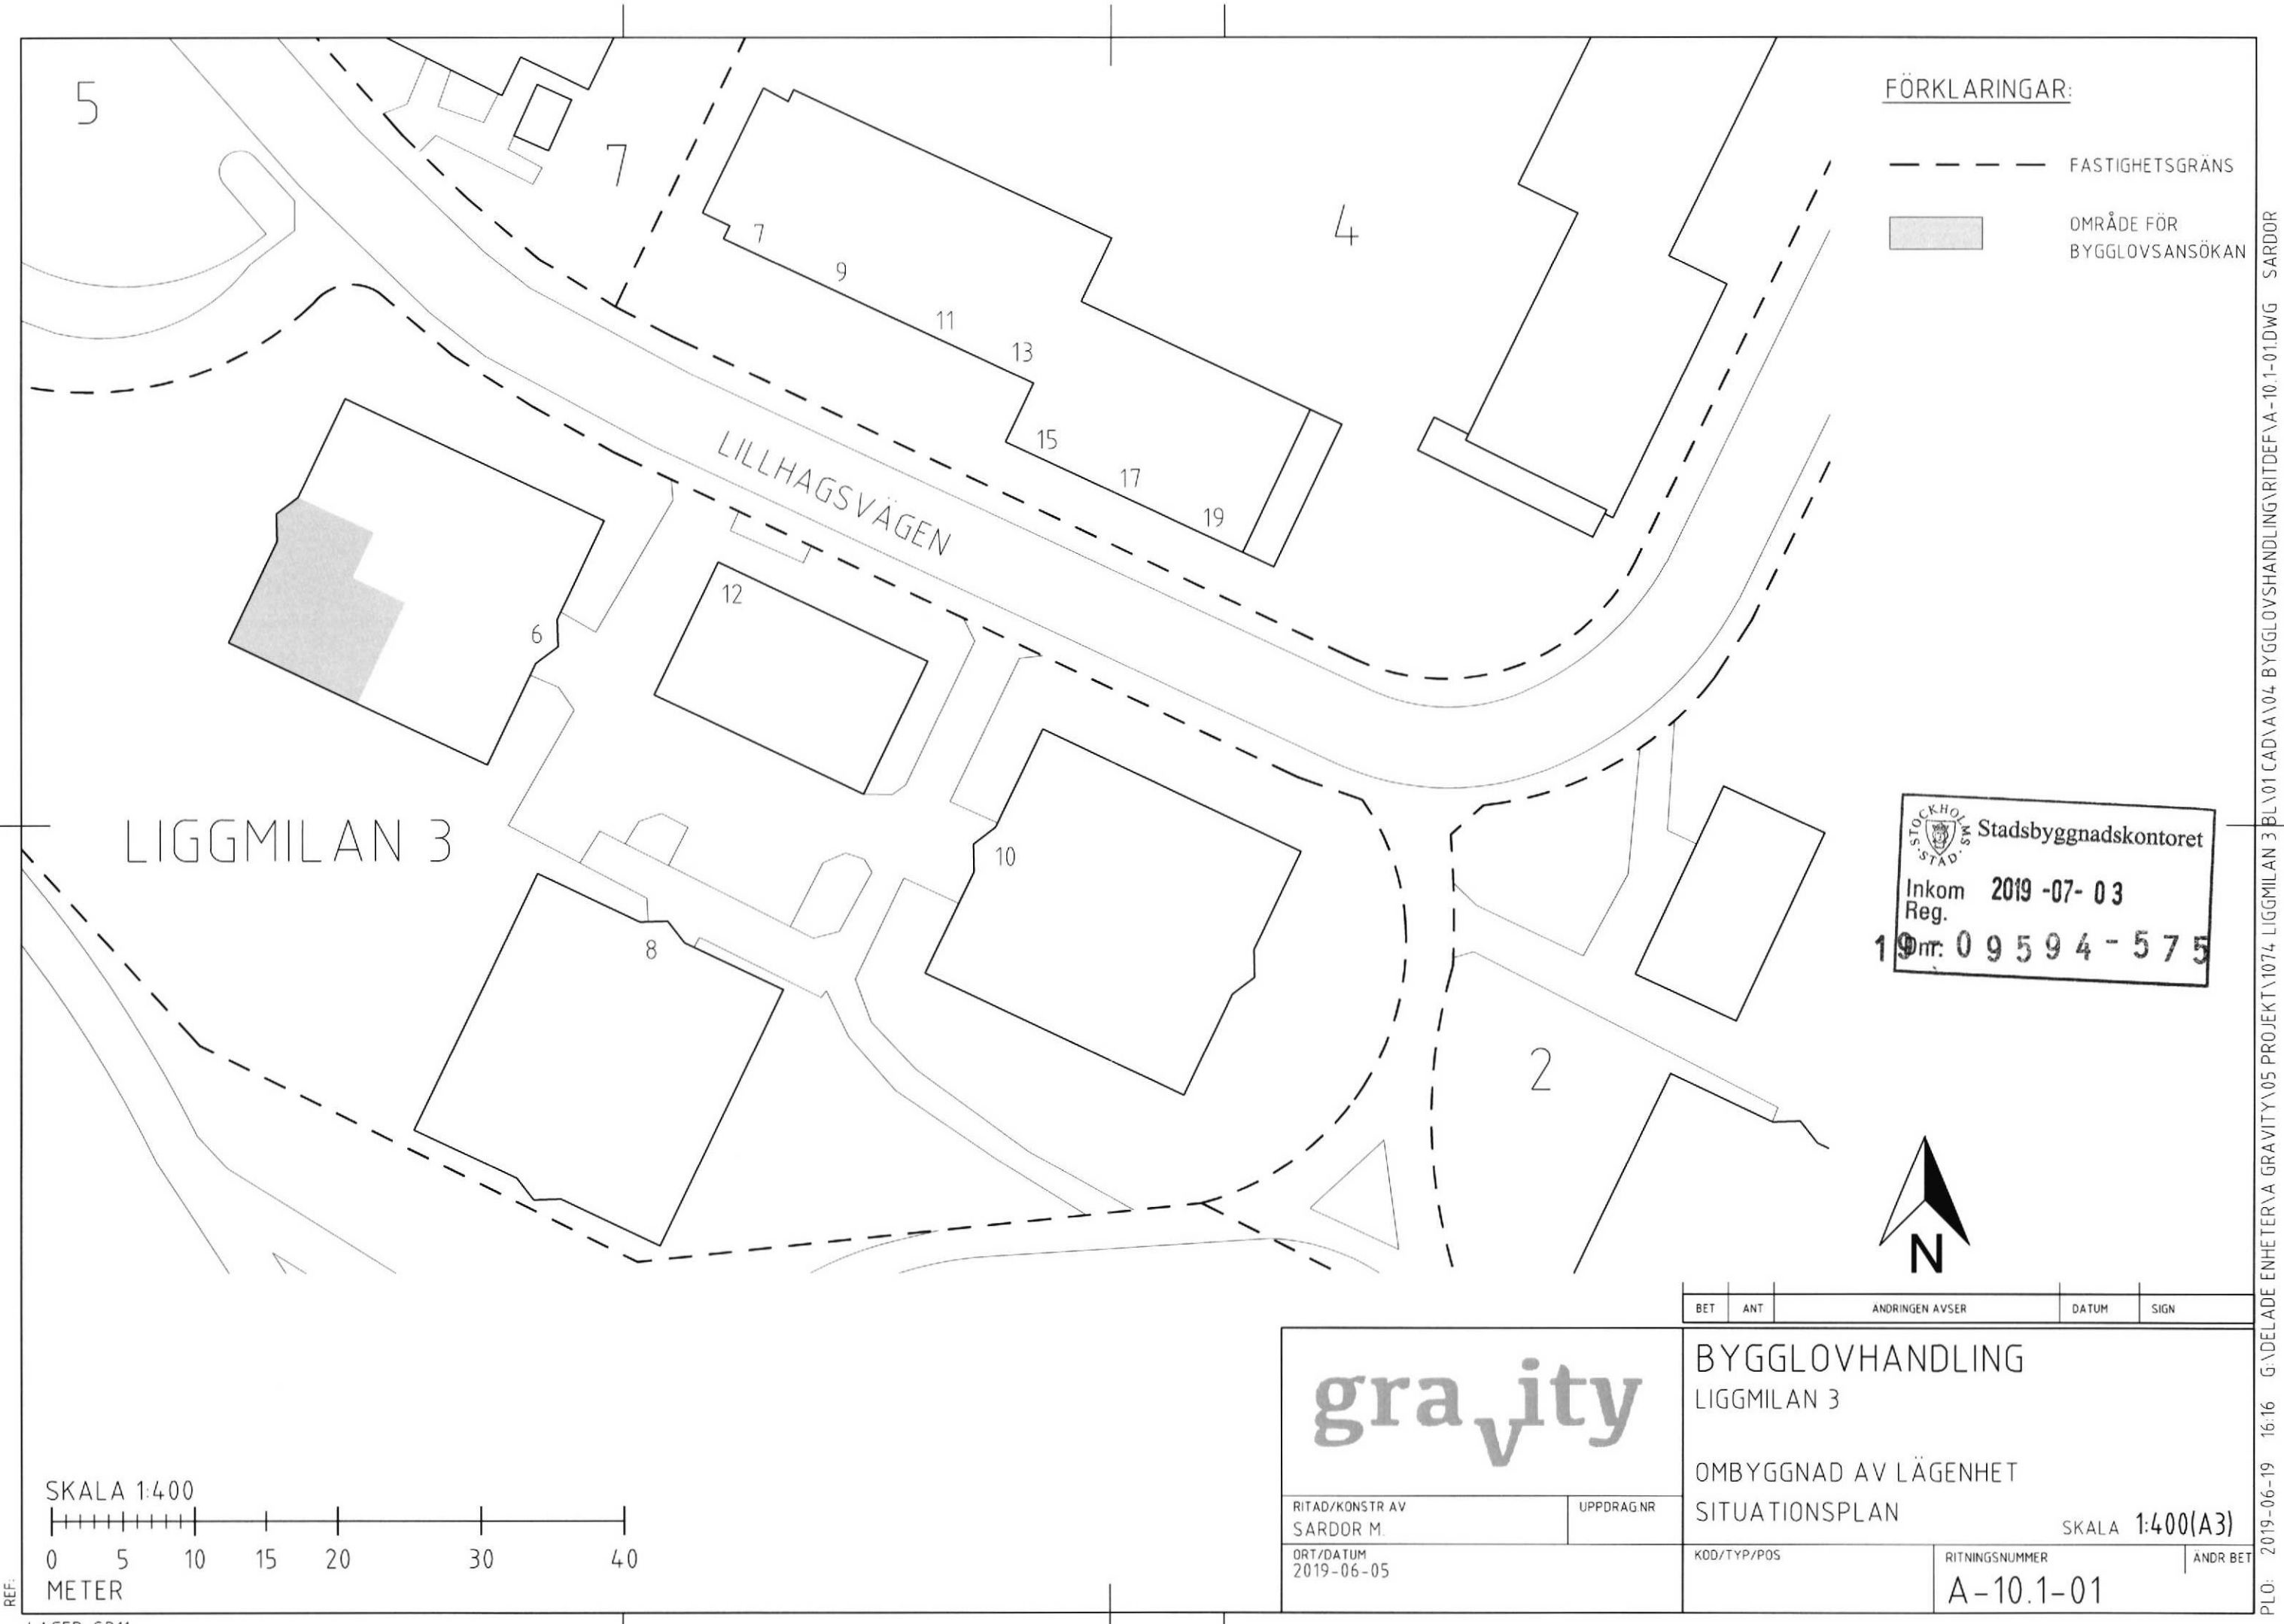 5
7
4
FÖRKLARINGAR:
FASTIGHETSGRÄNS
OMRÅDE FÖR
BYGGLOVSANSÖKAN
7
9
11
13
15
17
19
LILLHAGSVÄGEN
6
12
10
8
2
LIGGMILAN 3
STOCKHOLMS STAD
Stadsbyggnadskontoret
Inkom 2019-07-03
Reg.
Dnr:
19-09594-575
N
BET ANT ÄNDRINGEN AVSER DATUM SIGN
gravity
BYGGLOVHANDLING
LIGGMILAN 3
OMBYGGNAD AV LÄGENHET
SITUATIONSPLAN
SKALA 1:400(A3)
RITAD/KONSTR AV
SARDOR M.
UPPDRAG.NR
ORT/DATUM
2019-06-05
KOD/TYP/POS
RITNINGSNUMMER
A-10.1-01
ÄNDR BET
SKALA 1:400
0 5 10 15 20 30 40
METER
REF:
PLO: 2019-06-19 16:16 G:\DELADE ENHETER\A GRAVITY\05 PROJEKT\1074 LIGGMILAN 3 BL\01 CAD\A\04 BYGGLOVSHANDLING\RITDEF\A-10.1-01.DWG SARDOR